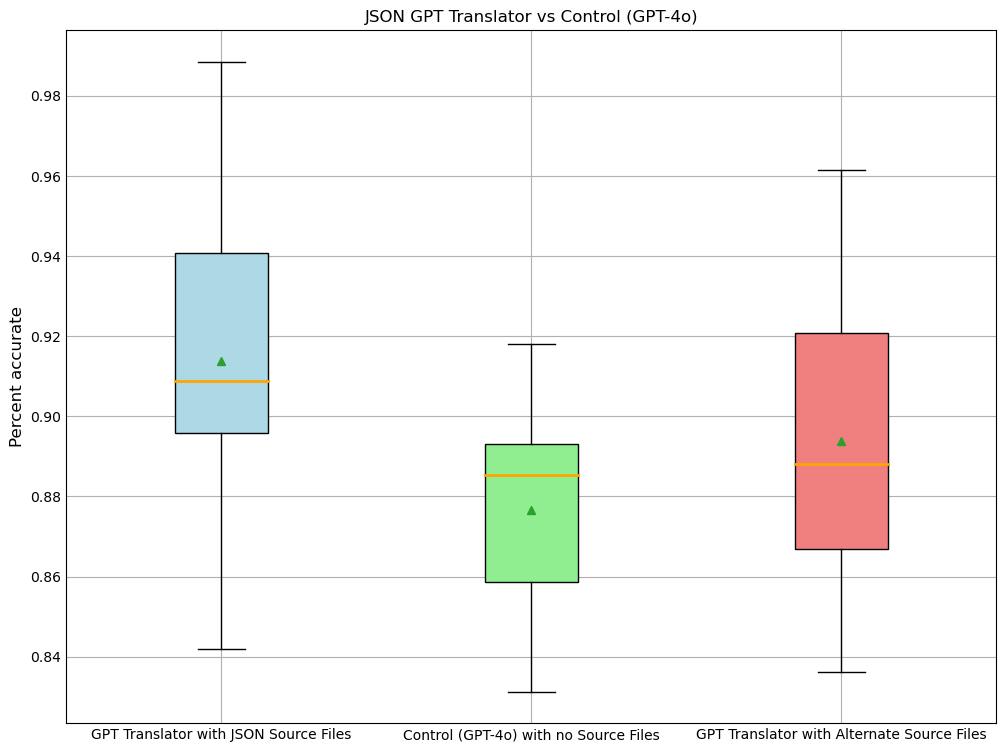 JSON GPT Translator vs Control (GPT-4o)
Percent accurate
0.98
0.96
0.94
0.92
0.90
0.88
0.86
0.84
GPT Translator with JSON Source Files
Control (GPT-4o) with no Source Files
GPT Translator with Alternate Source Files